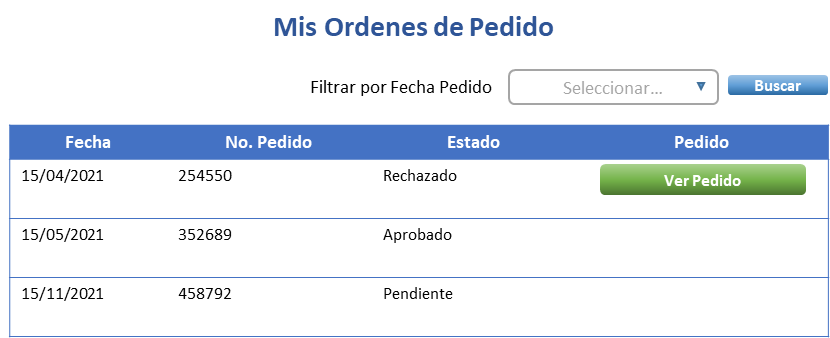 Mis Ordenes de Pedido
Filtrar por Fecha Pedido Seleccionar... Buscar
Fecha No. Pedido Estado Pedido
15/04/2021 254550 Rechazado Ver Pedido
15/05/2021 352689 Aprobado
15/11/2021 458792 Pendiente